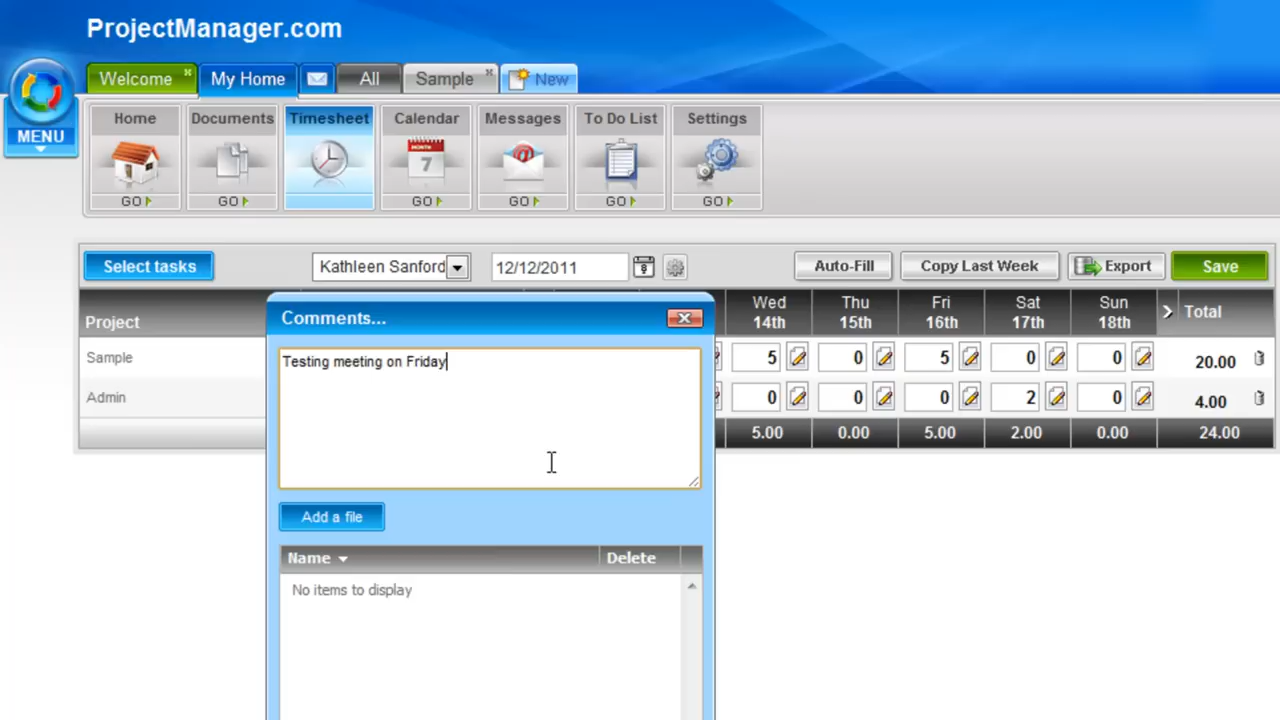 ProjectManager.com
Welcome My Home All Sample New
MENU
Home Documents Timesheet Calendar Messages To Do List Settings
MONTH
7
GO GO GO GO GO GO GO
Select tasks Kathleen Sanford 12/12/2011 Auto-Fill Copy Last Week Export Save
Project Wed 14th Thu 15th Fri 16th Sat 17th Sun 18th Total
Sample 5 0 5 0 0 20.00
Admin 0 0 0 2 0 4.00
5.00 0.00 5.00 2.00 0.00 24.00
Comments...
Testing meeting on Friday
Add a file
Name Delete
No items to display